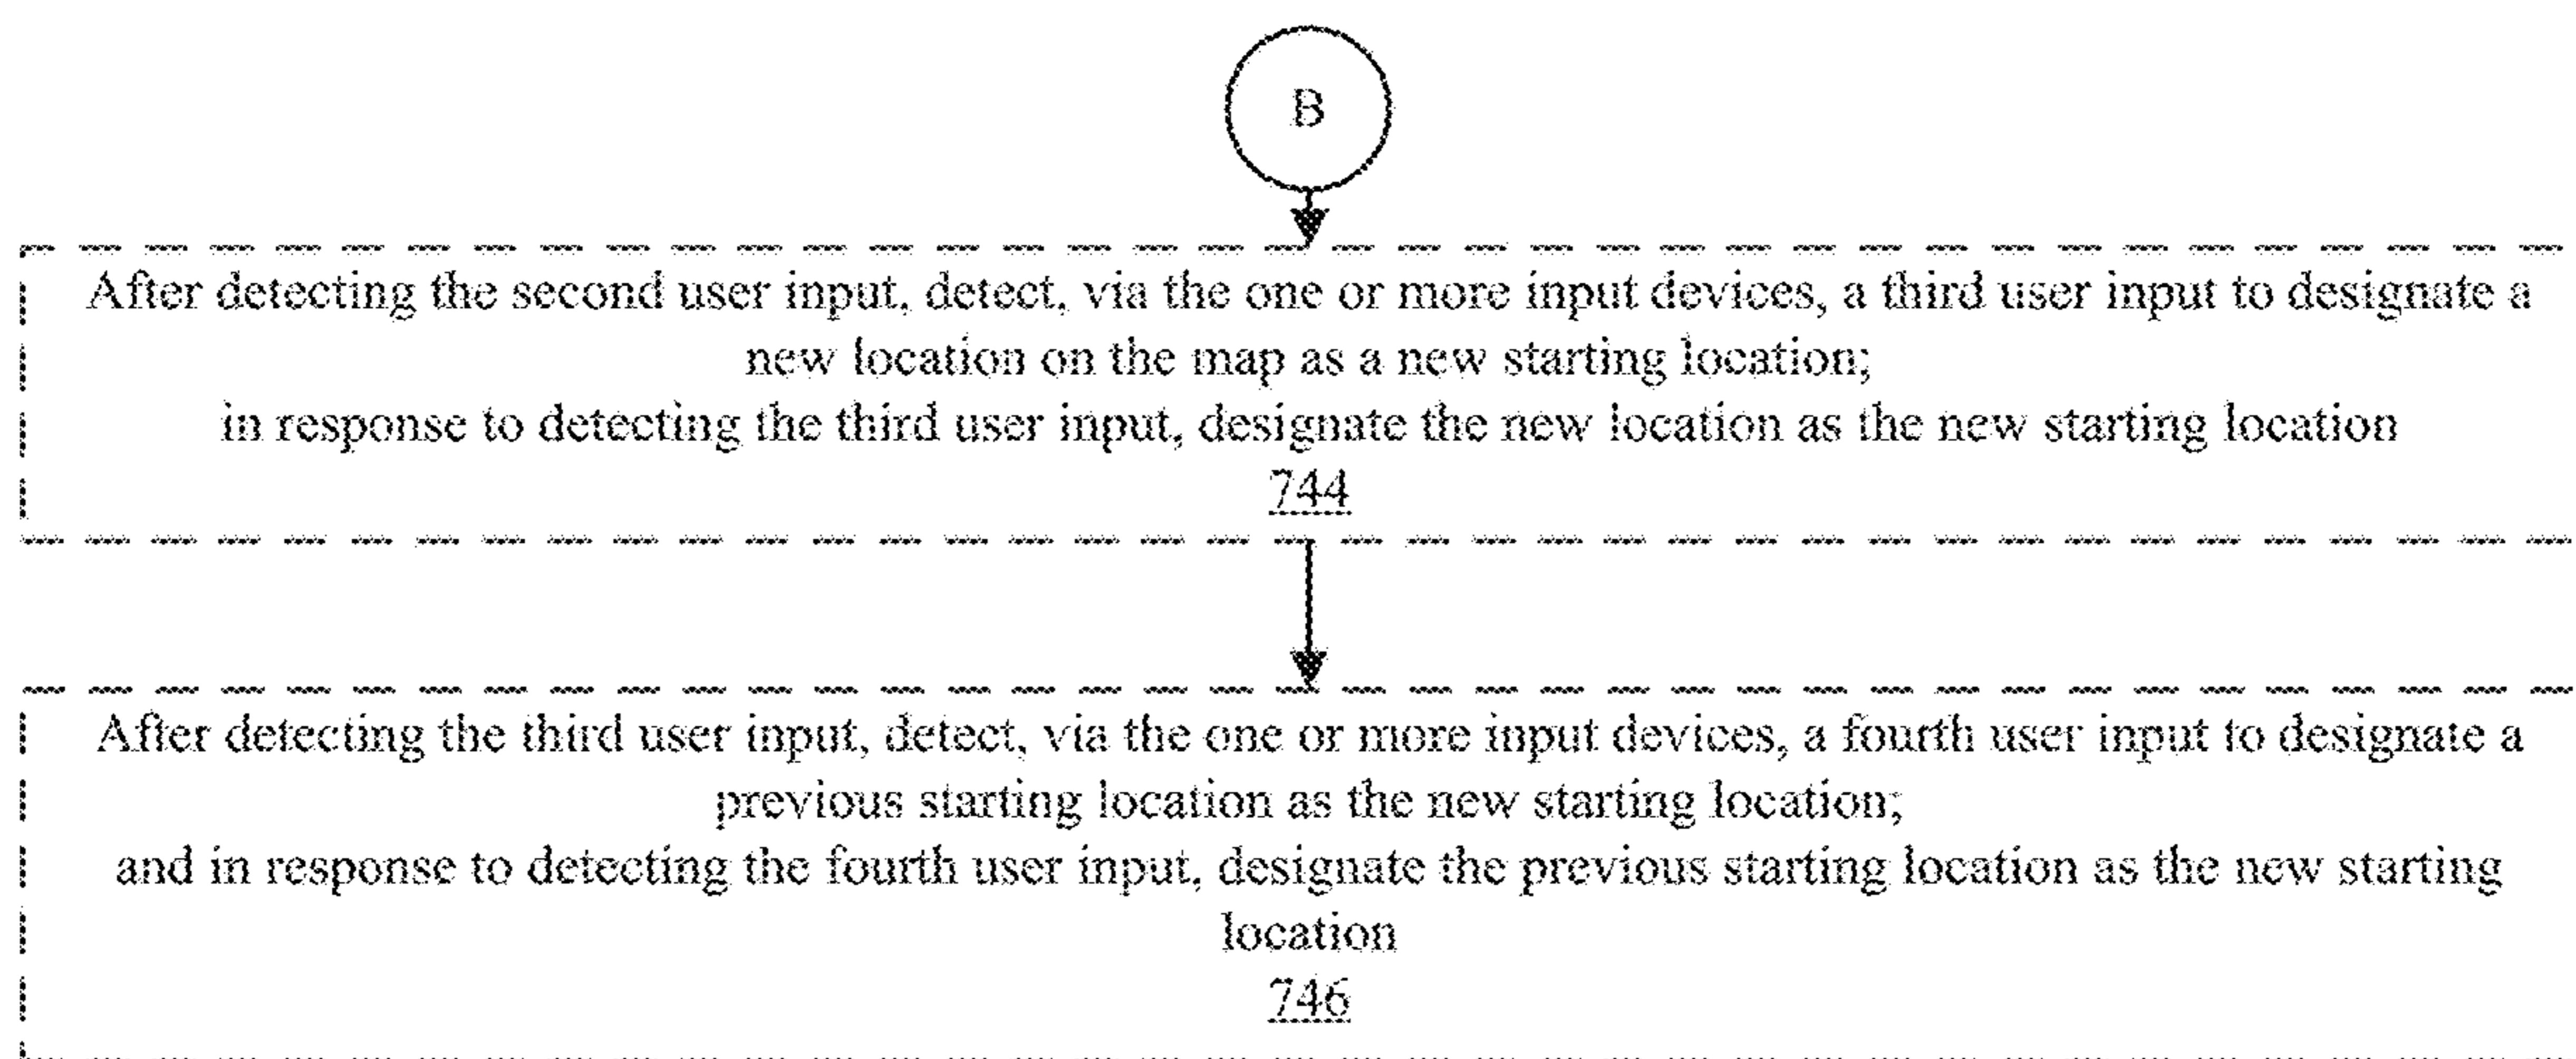 B
After detecting the second user input, detect, via the one or more input devices, a third user input to designate a
new location on the map as a new starting location;
in response to detecting the third user input, designate the new location as the new starting location
744
After detecting the third user input, detect, via the one or more input devices, a fourth user input to designate a
previous starting location as the new starting location;
and in response to detecting the fourth user input, designate the previous starting location as the new starting
location
746